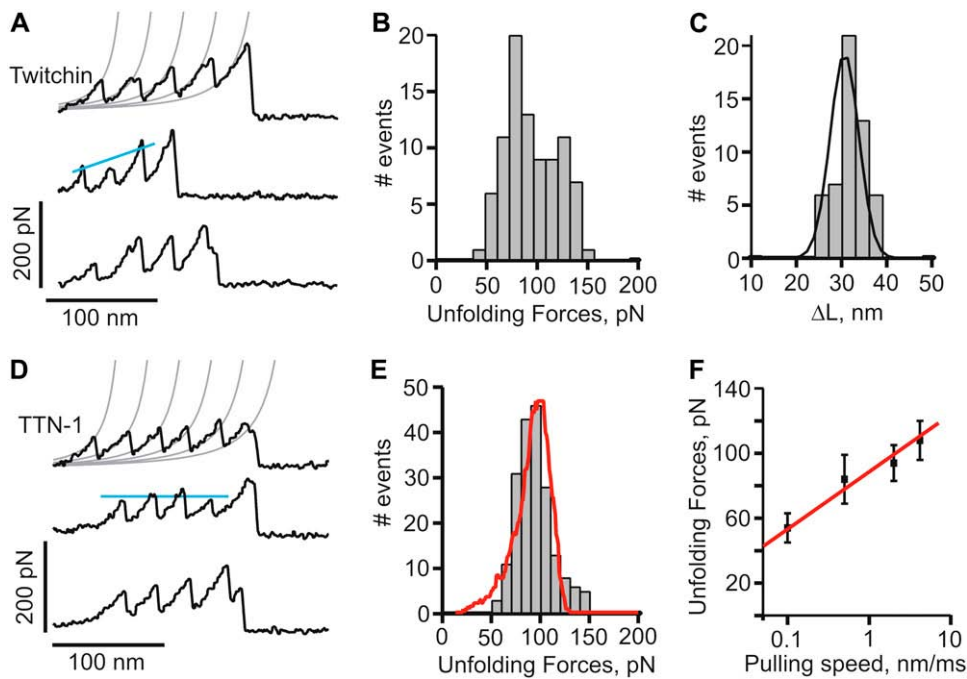 A
Twitchin
200 pN
100 nm
B
# events
20
15
10
5
0
0 50 100 150 200
Unfolding Forces, pN
C
# events
20
15
10
5
0
10 20 30 40 50
ΔL, nm
D
TTN-1
200 pN
100 nm
E
# events
50
40
30
20
10
0
0 50 100 150 200
Unfolding Forces, pN
F
Unfolding Forces, pN
140
100
60
20
0.1 1 10
Pulling speed, nm/ms